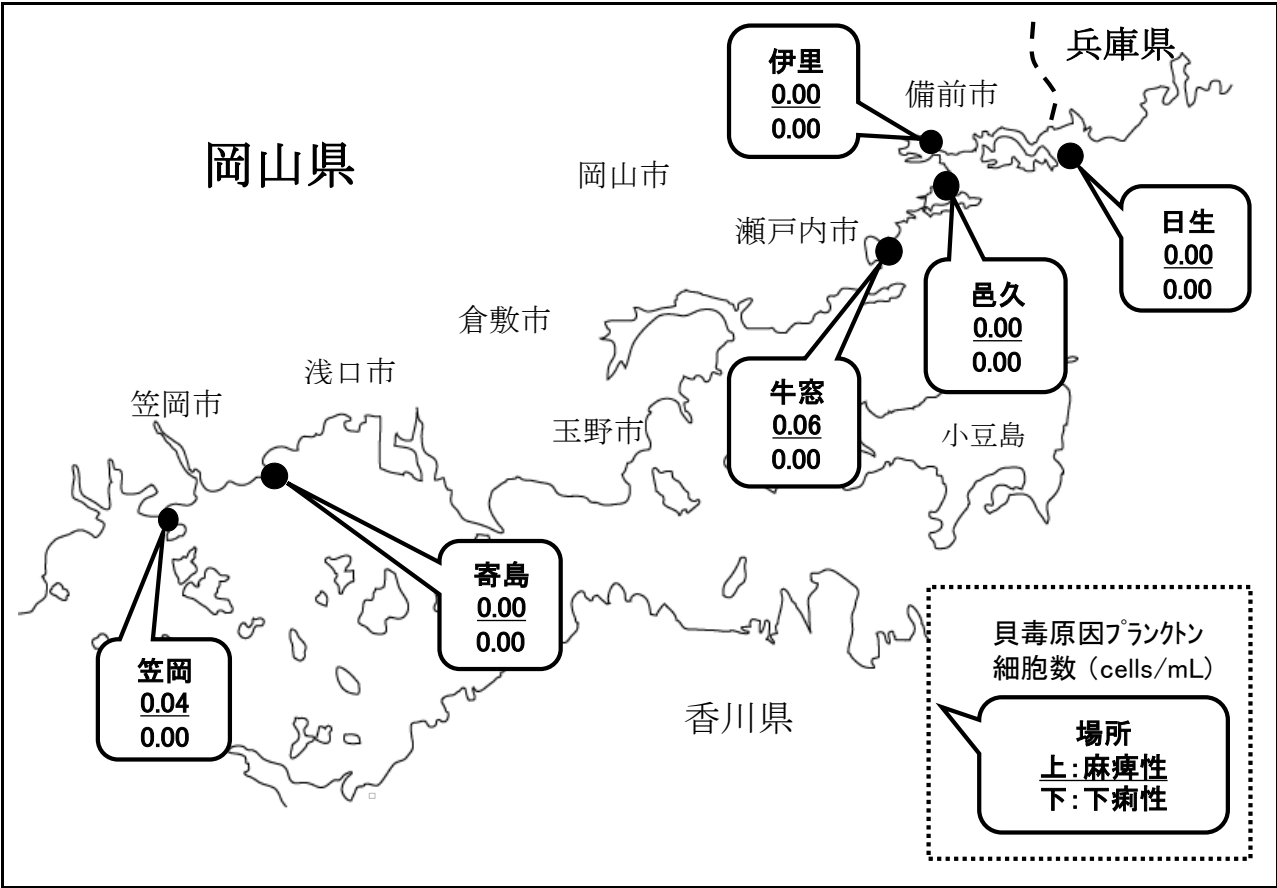 兵庫県
伊里
0.00
0.00
備前市
岡山県
岡山市
日生
0.00
0.00
瀬戸内市
邑久
0.00
0.00
倉敷市
牛窓
0.06
0.00
浅口市
笠岡市
玉野市
小豆島
寄島
0.00
0.00
笠岡
0.04
0.00
香川県
貝毒原因プランクトン
細胞数（cells/mL）
場所
上：麻痺性
下：下痢性